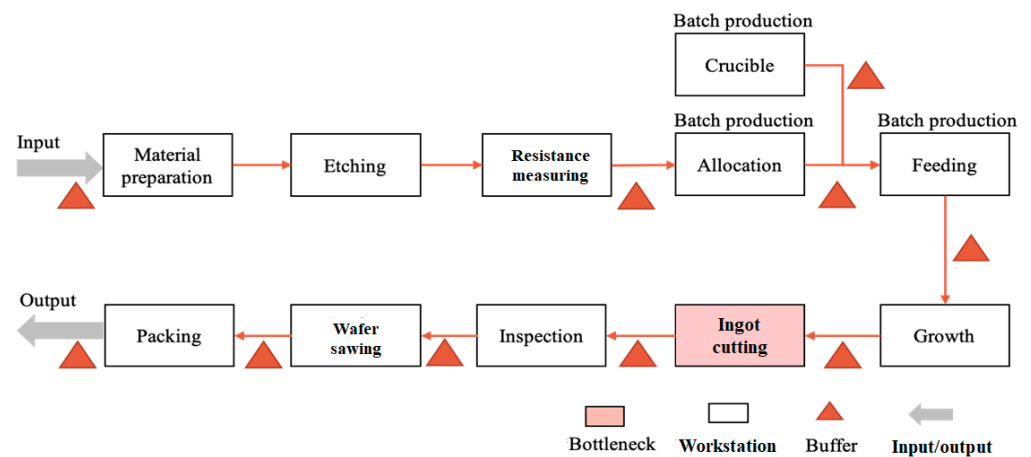 Batch production
Crucible
Input
Material
preparation
Etching
Resistance
measuring
Batch production
Allocation
Batch production
Feeding
Output
Packing
Wafer
sawing
Inspection
Ingot
cutting
Growth
Bottleneck
Workstation
Buffer
Input/output